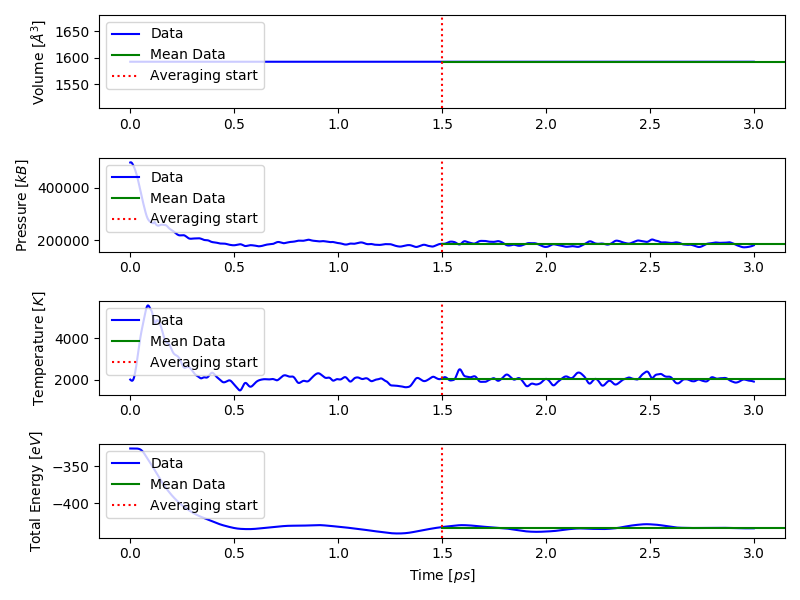 Volume [Å³]
1650
1600
1550
Data
Mean Data
Averaging start
0.0 0.5 1.0 1.5 2.0 2.5 3.0
Pressure [kB]
400000
200000
Data
Mean Data
Averaging start
0.0 0.5 1.0 1.5 2.0 2.5 3.0
Temperature [K]
4000
2000
Data
Mean Data
Averaging start
0.0 0.5 1.0 1.5 2.0 2.5 3.0
Total Energy [eV]
−350
−400
Data
Mean Data
Averaging start
0.0 0.5 1.0 1.5 2.0 2.5 3.0
Time [ps]